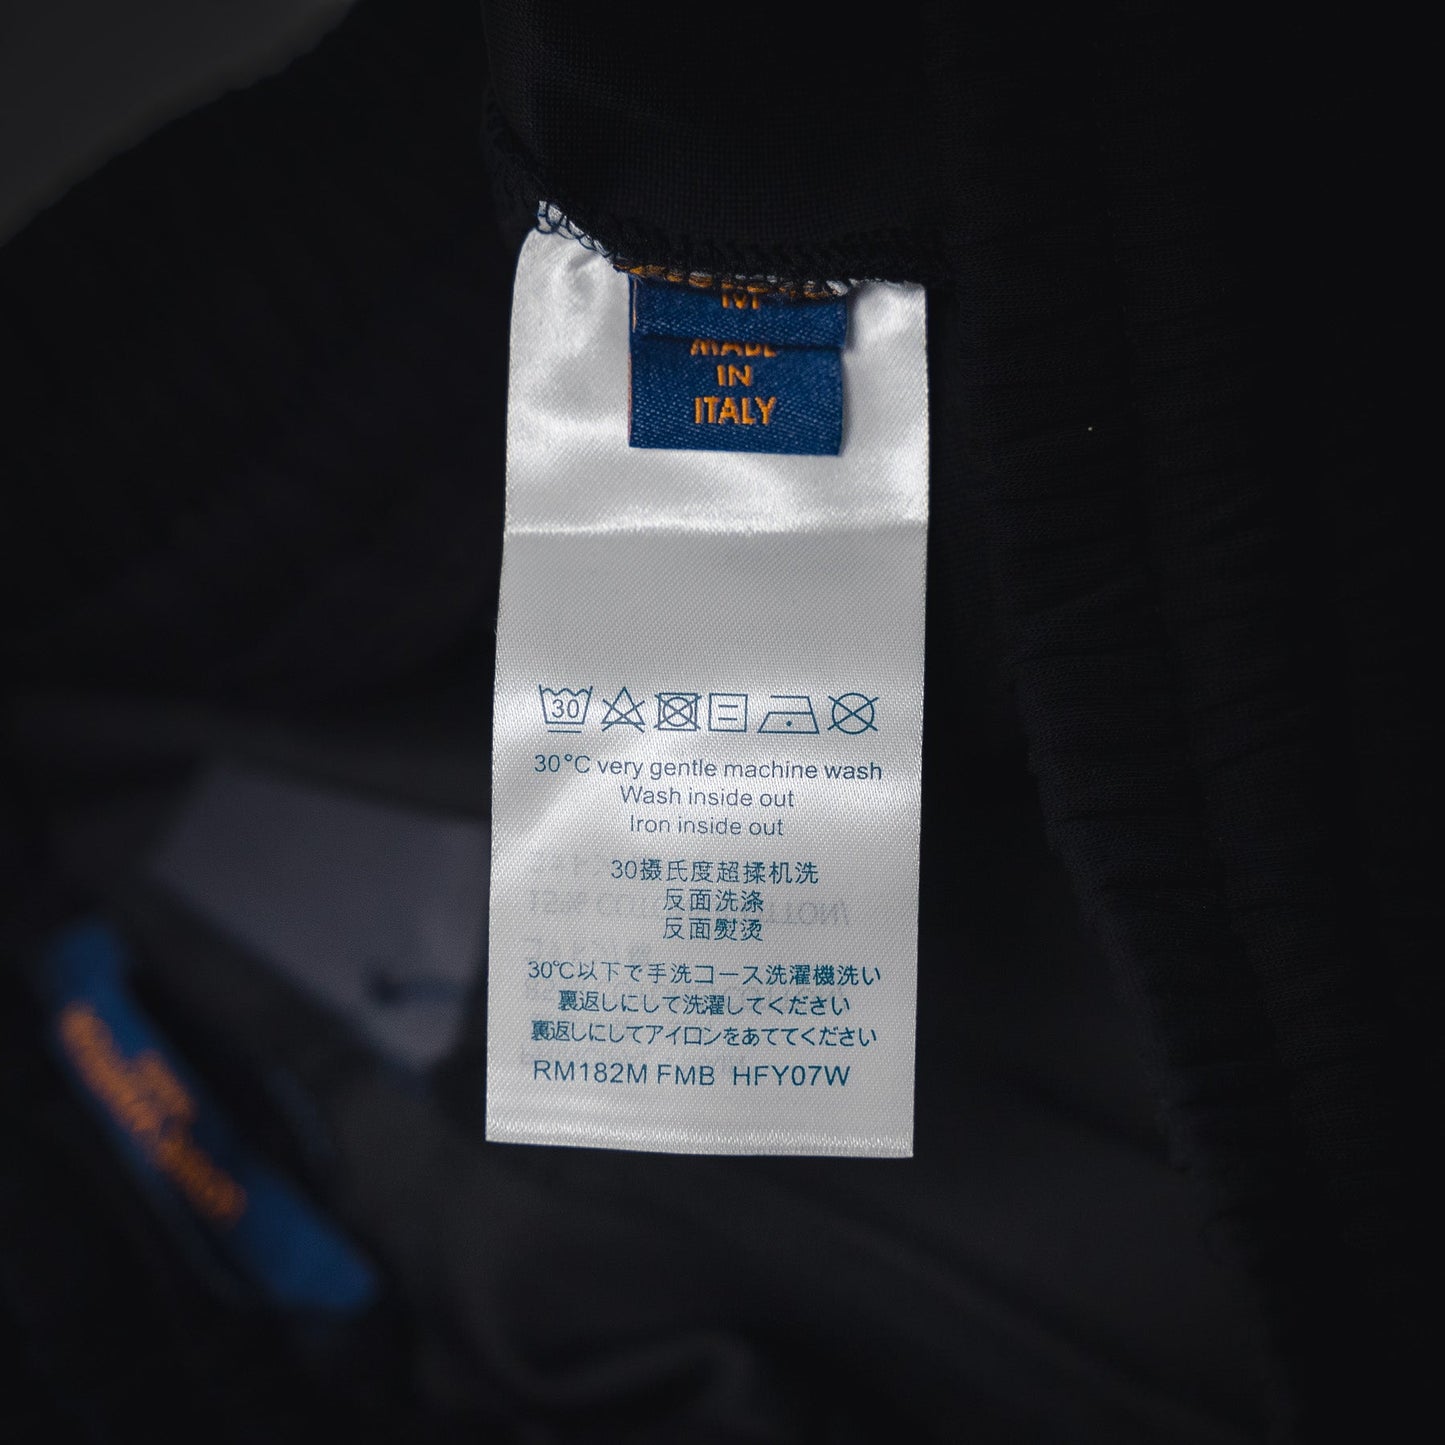 M
MADE
IN
ITALY
30
30°C very gentle machine wash
Wash inside out
Iron inside out
30摄氏度超揉机洗
反面洗涤
反面熨烫
30℃以下で手洗コース洗濯機洗い
裏返しにして洗濯してください
裏返しにしてアイロンをあててください
RM182M FMB HFY07W